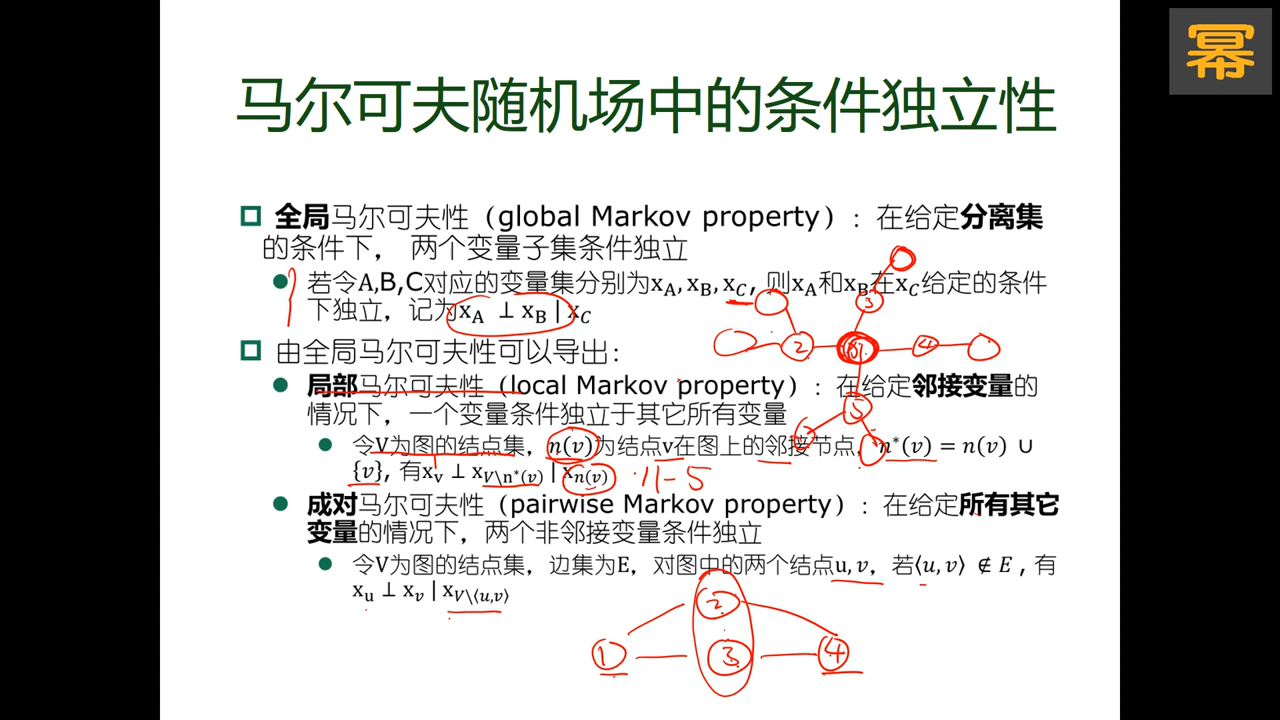 幂
马尔可夫随机场中的条件独立性
全局马尔可夫性（global Markov property）：在给定分离集
的条件下， 两个变量子集条件独立
若令A,B,C对应的变量集分别为x_A, x_B, x_C, 则x_A和x_B在x_C给定的条件
下独立，记为x_A ⊥ x_B | x_C
3
2
4
5
由全局马尔可夫性可以导出：
局部马尔可夫性（local Markov property）：在给定邻接变量的
情况下，一个变量条件独立于其它所有变量
令V为图的结点集，n(v)为结点v在图上的邻接节点，n*(v) = n(v) ∪
{v}, 有x_v ⊥ x_{V\n*(v)} | x_{n(v)} 11-5
成对马尔可夫性（pairwise Markov property）：在给定所有其它
变量的情况下，两个非邻接变量条件独立
令V为图的结点集，边集为E，对图中的两个结点u, v，若⟨u, v⟩ ∉ E , 有
x_u ⊥ x_v | x_{V\⟨u,v⟩}
2
1 3 4